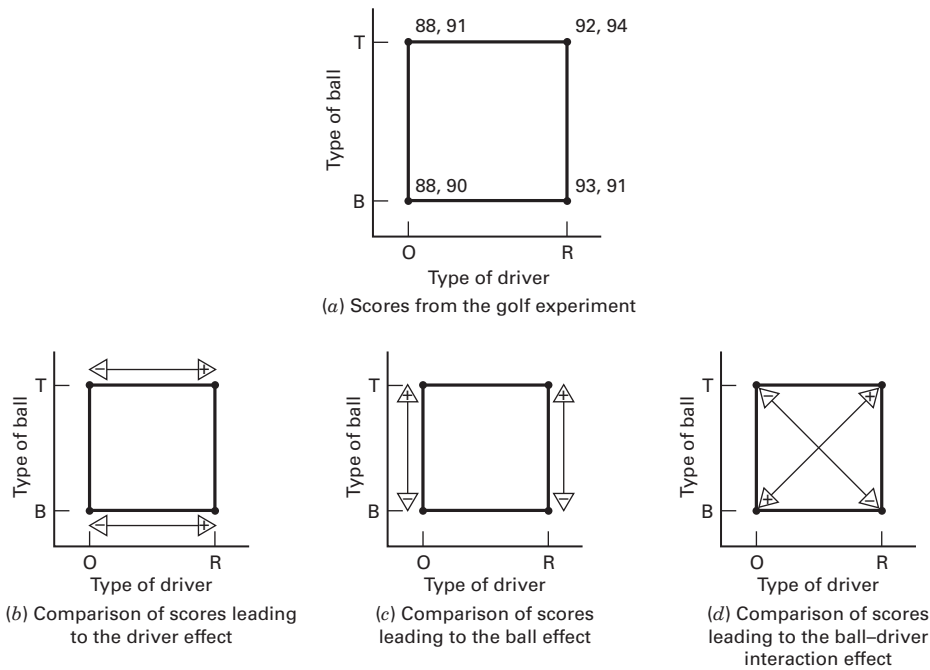 88, 91
92, 94
T
Type of ball
88, 90
93, 91
B
O
R
Type of driver
(a) Scores from the golf experiment
− +
T
Type of ball
B
− +
O
R
Type of driver
(b) Comparison of scores leading
to the driver effect
T
+ +
Type of ball
B
− −
O
R
Type of driver
(c) Comparison of scores
leading to the ball effect
T
− +
Type of ball
B
+ −
O
R
Type of driver
(d) Comparison of scores
leading to the ball–driver
interaction effect